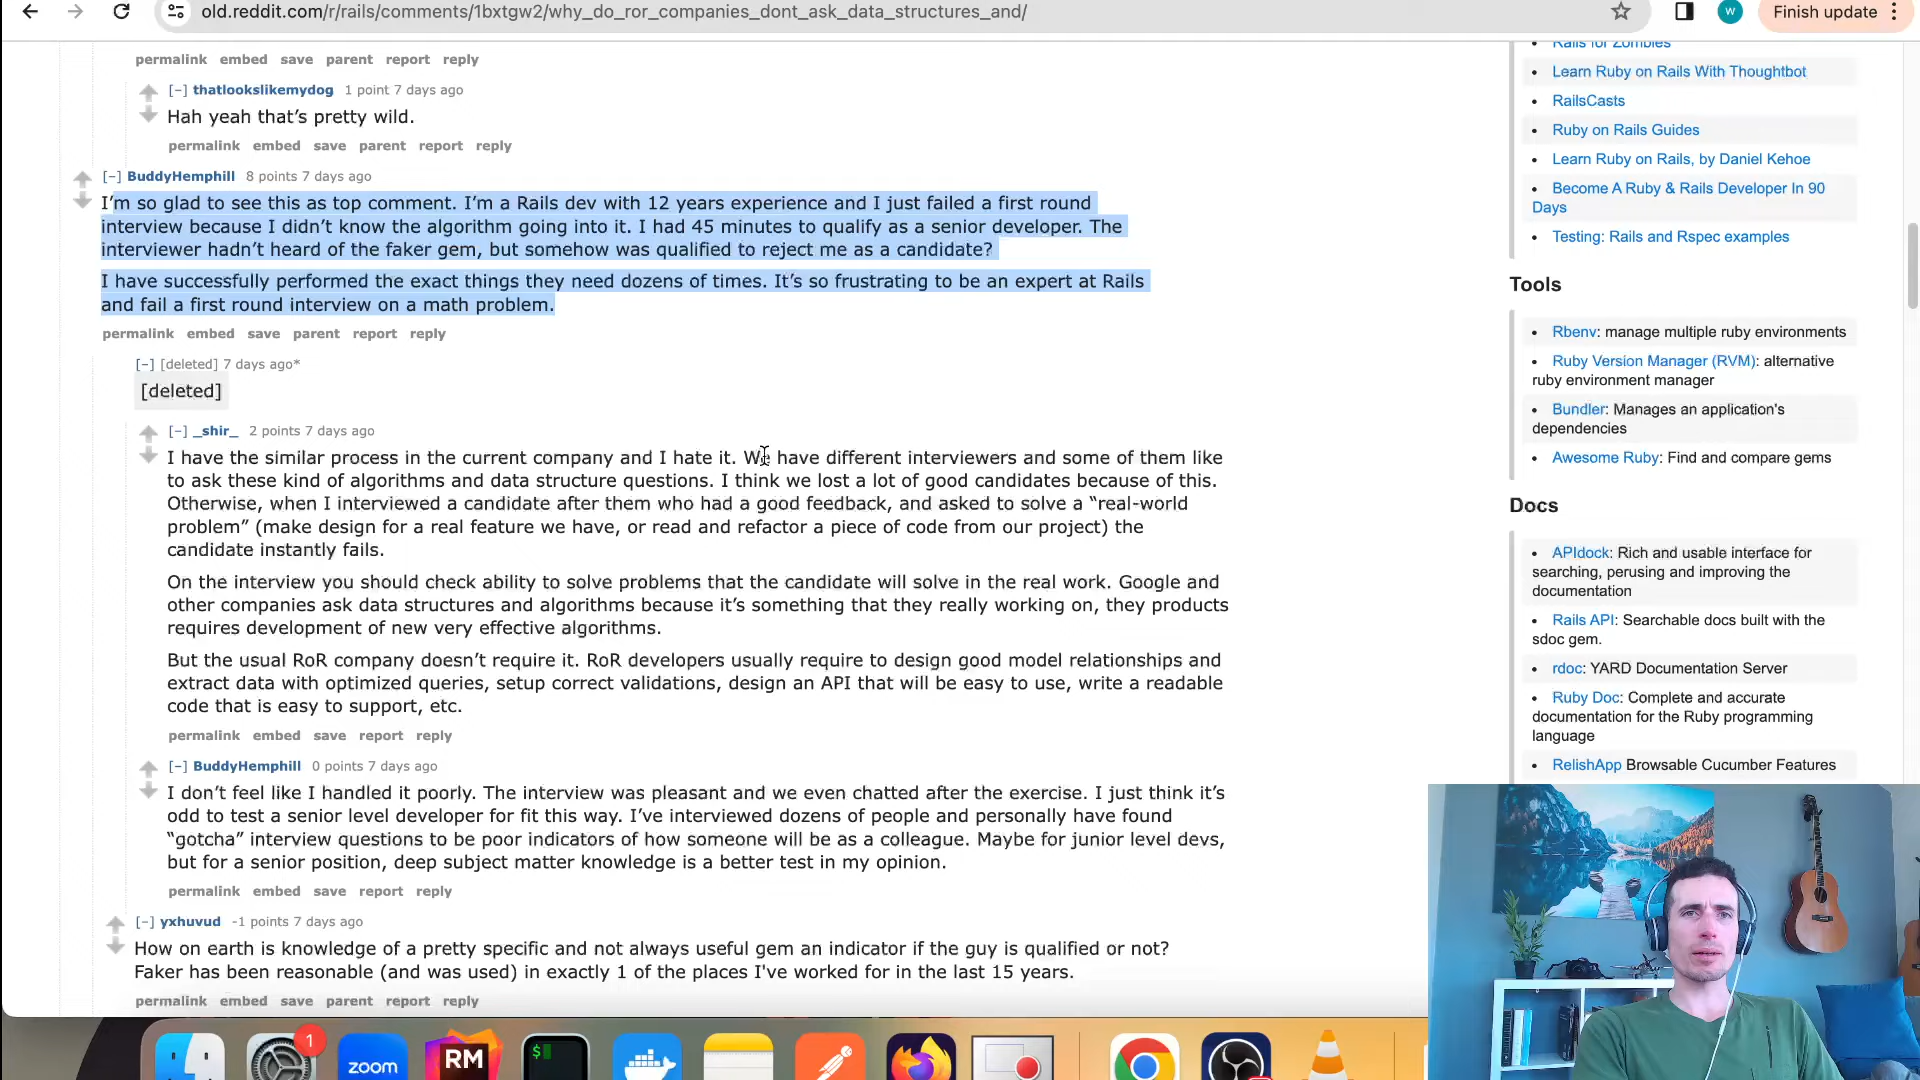 old.reddit.com/r/rails/comments/1bxtgw2/why_do_ror_companies_dont_ask_data_structures_and/
W
Finish update
permalink embed save parent report reply
[–] thatlookslikemydog 1 point 7 days ago
Hah yeah that’s pretty wild.
permalink embed save parent report reply
[–] BuddyHemphill 8 points 7 days ago
I’m so glad to see this as top comment. I’m a Rails dev with 12 years experience and I just failed a first round
interview because I didn’t know the algorithm going into it. I had 45 minutes to qualify as a senior developer. The
interviewer hadn’t heard of the faker gem, but somehow was qualified to reject me as a candidate?
I have successfully performed the exact things they need dozens of times. It’s so frustrating to be an expert at Rails
and fail a first round interview on a math problem.
permalink embed save parent report reply
[–] [deleted] 7 days ago*
[deleted]
[–] _shir_ 2 points 7 days ago
I have the similar process in the current company and I hate it. We have different interviewers and some of them like
to ask these kind of algorithms and data structure questions. I think we lost a lot of good candidates because of this.
Otherwise, when I interviewed a candidate after them who had a good feedback, and asked to solve a “real-world
problem” (make design for a real feature we have, or read and refactor a piece of code from our project) the
candidate instantly fails.
On the interview you should check ability to solve problems that the candidate will solve in the real work. Google and
other companies ask data structures and algorithms because it’s something that they really working on, they products
requires development of new very effective algorithms.
But the usual RoR company doesn’t require it. RoR developers usually require to design good model relationships and
extract data with optimized queries, setup correct validations, design an API that will be easy to use, write a readable
code that is easy to support, etc.
permalink embed save report reply
[–] BuddyHemphill 0 points 7 days ago
I don’t feel like I handled it poorly. The interview was pleasant and we even chatted after the exercise. I just think it’s
odd to test a senior level developer for fit this way. I’ve interviewed dozens of people and personally have found
“gotcha” interview questions to be poor indicators of how someone will be as a colleague. Maybe for junior level devs,
but for a senior position, deep subject matter knowledge is a better test in my opinion.
permalink embed save report reply
[–] yxhuvud -1 points 7 days ago
How on earth is knowledge of a pretty specific and not always useful gem an indicator if the guy is qualified or not?
Faker has been reasonable (and was used) in exactly 1 of the places I've worked for in the last 15 years.
permalink embed save parent report reply
Rails for Zombies
Learn Ruby on Rails With Thoughtbot
RailsCasts
Ruby on Rails Guides
Learn Ruby on Rails, by Daniel Kehoe
Become A Ruby & Rails Developer In 90
Days
Testing: Rails and Rspec examples
Tools
Rbenv: manage multiple ruby environments
Ruby Version Manager (RVM): alternative
ruby environment manager
Bundler: Manages an application's
dependencies
Awesome Ruby: Find and compare gems
Docs
APIdock: Rich and usable interface for
searching, perusing and improving the
documentation
Rails API: Searchable docs built with the
sdoc gem.
rdoc: YARD Documentation Server
Ruby Doc: Complete and accurate
documentation for the Ruby programming
language
RelishApp Browsable Cucumber Features
1
zoom
RM
$